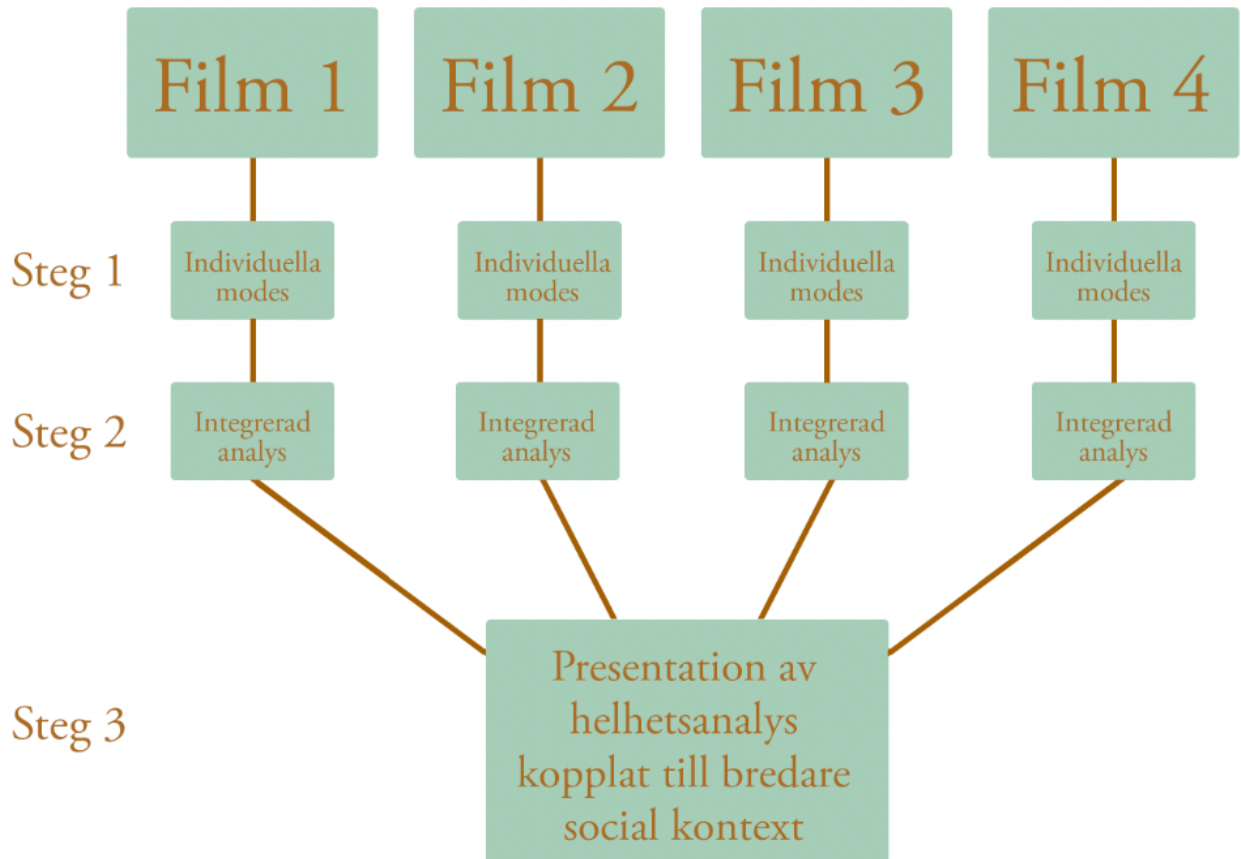 Film 1
Film 2
Film 3
Film 4
Steg 1
Individuella
modes
Individuella
modes
Individuella
modes
Individuella
modes
Steg 2
Integrerad
analys
Integrerad
analys
Integrerad
analys
Integrerad
analys
Steg 3
Presentation av
helhetsanalys
kopplat till bredare
social kontext